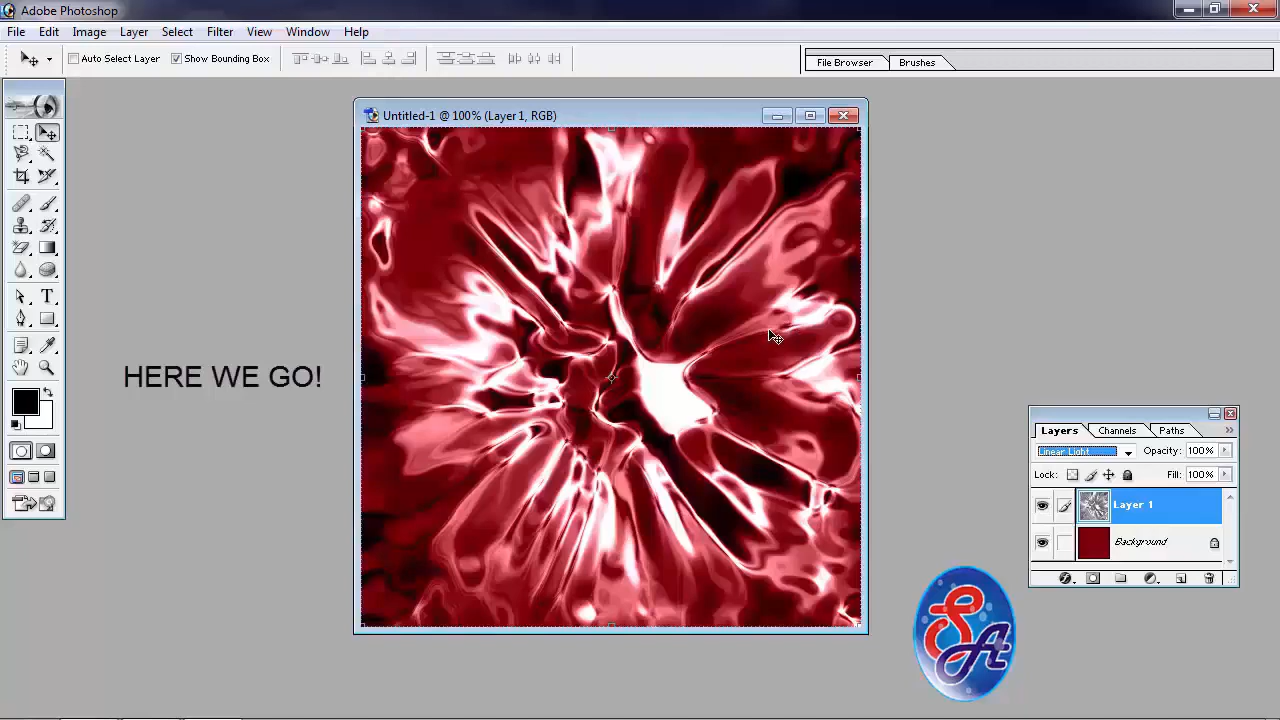 Adobe Photoshop
File Edit Image Layer Select Filter View Window Help
Auto Select Layer Show Bounding Box File Browser Brushes
Untitled-1 @ 100% (Layer 1, RGB)
HERE WE GO!
Layers Channels Paths
Linear Light Opacity: 100%
Lock: Fill: 100%
Layer 1
Background
SA